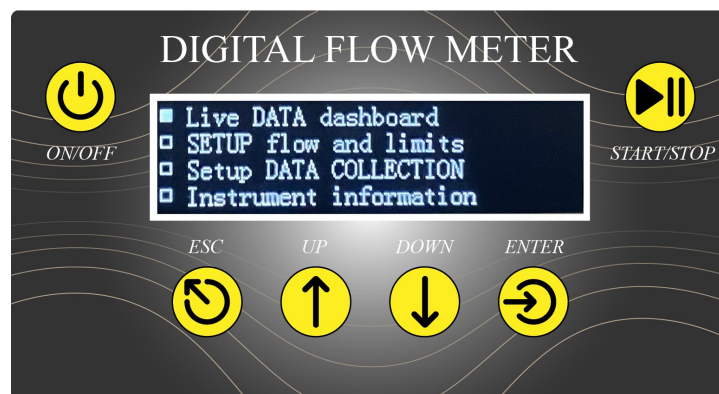 DIGITAL FLOW METER
Live DATA dashboard
SETUP flow and limits
Setup DATA COLLECTION
Instrument information
ON/OFF
START/STOP
ESC
UP
DOWN
ENTER